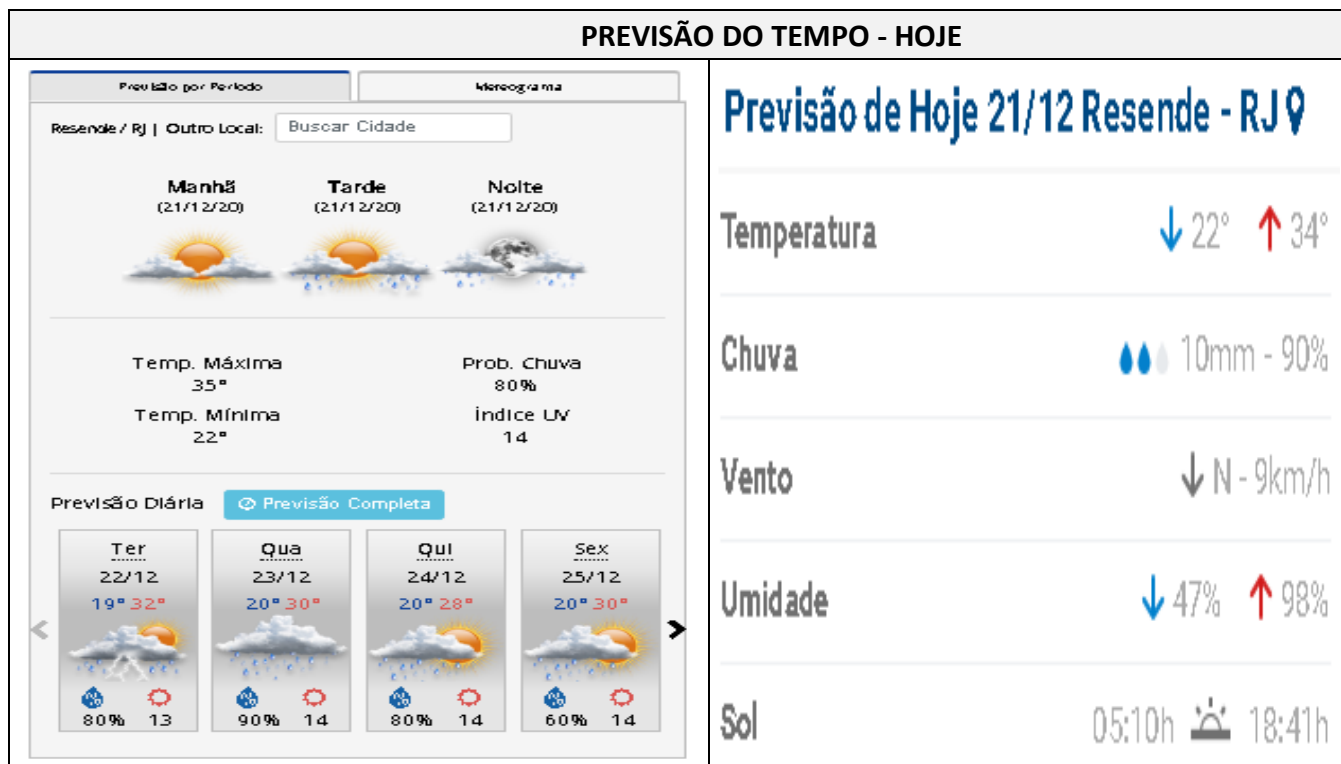 PREVISÃO DO TEMPO - HOJE
Previsão por Período
Meteograma
Resende / RJ | Outro Local: Buscar Cidade
Manhã Tarde Noite
(21/12/20) (21/12/20) (21/12/20)
Temp. Máxima Prob. Chuva
35° 80%
Temp. Mínima Índice UV
22° 14
Previsão Diária Previsão Completa
Ter Qua Qui Sex
22/12 23/12 24/12 25/12
19° 32° 20° 30° 20° 28° 20° 30°
80% 13 90% 14 80% 14 60% 14
Previsão de Hoje 21/12 Resende - RJ
Temperatura 22° 34°
Chuva 10mm - 90%
Vento N - 9km/h
Umidade 47% 98%
Sol 05:10h 18:41h